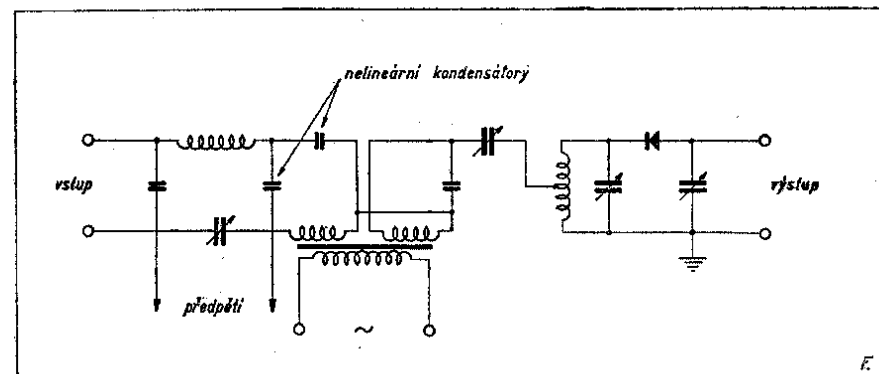 nelineární kondensátory
vstup
výstup
předpětí
~
F.